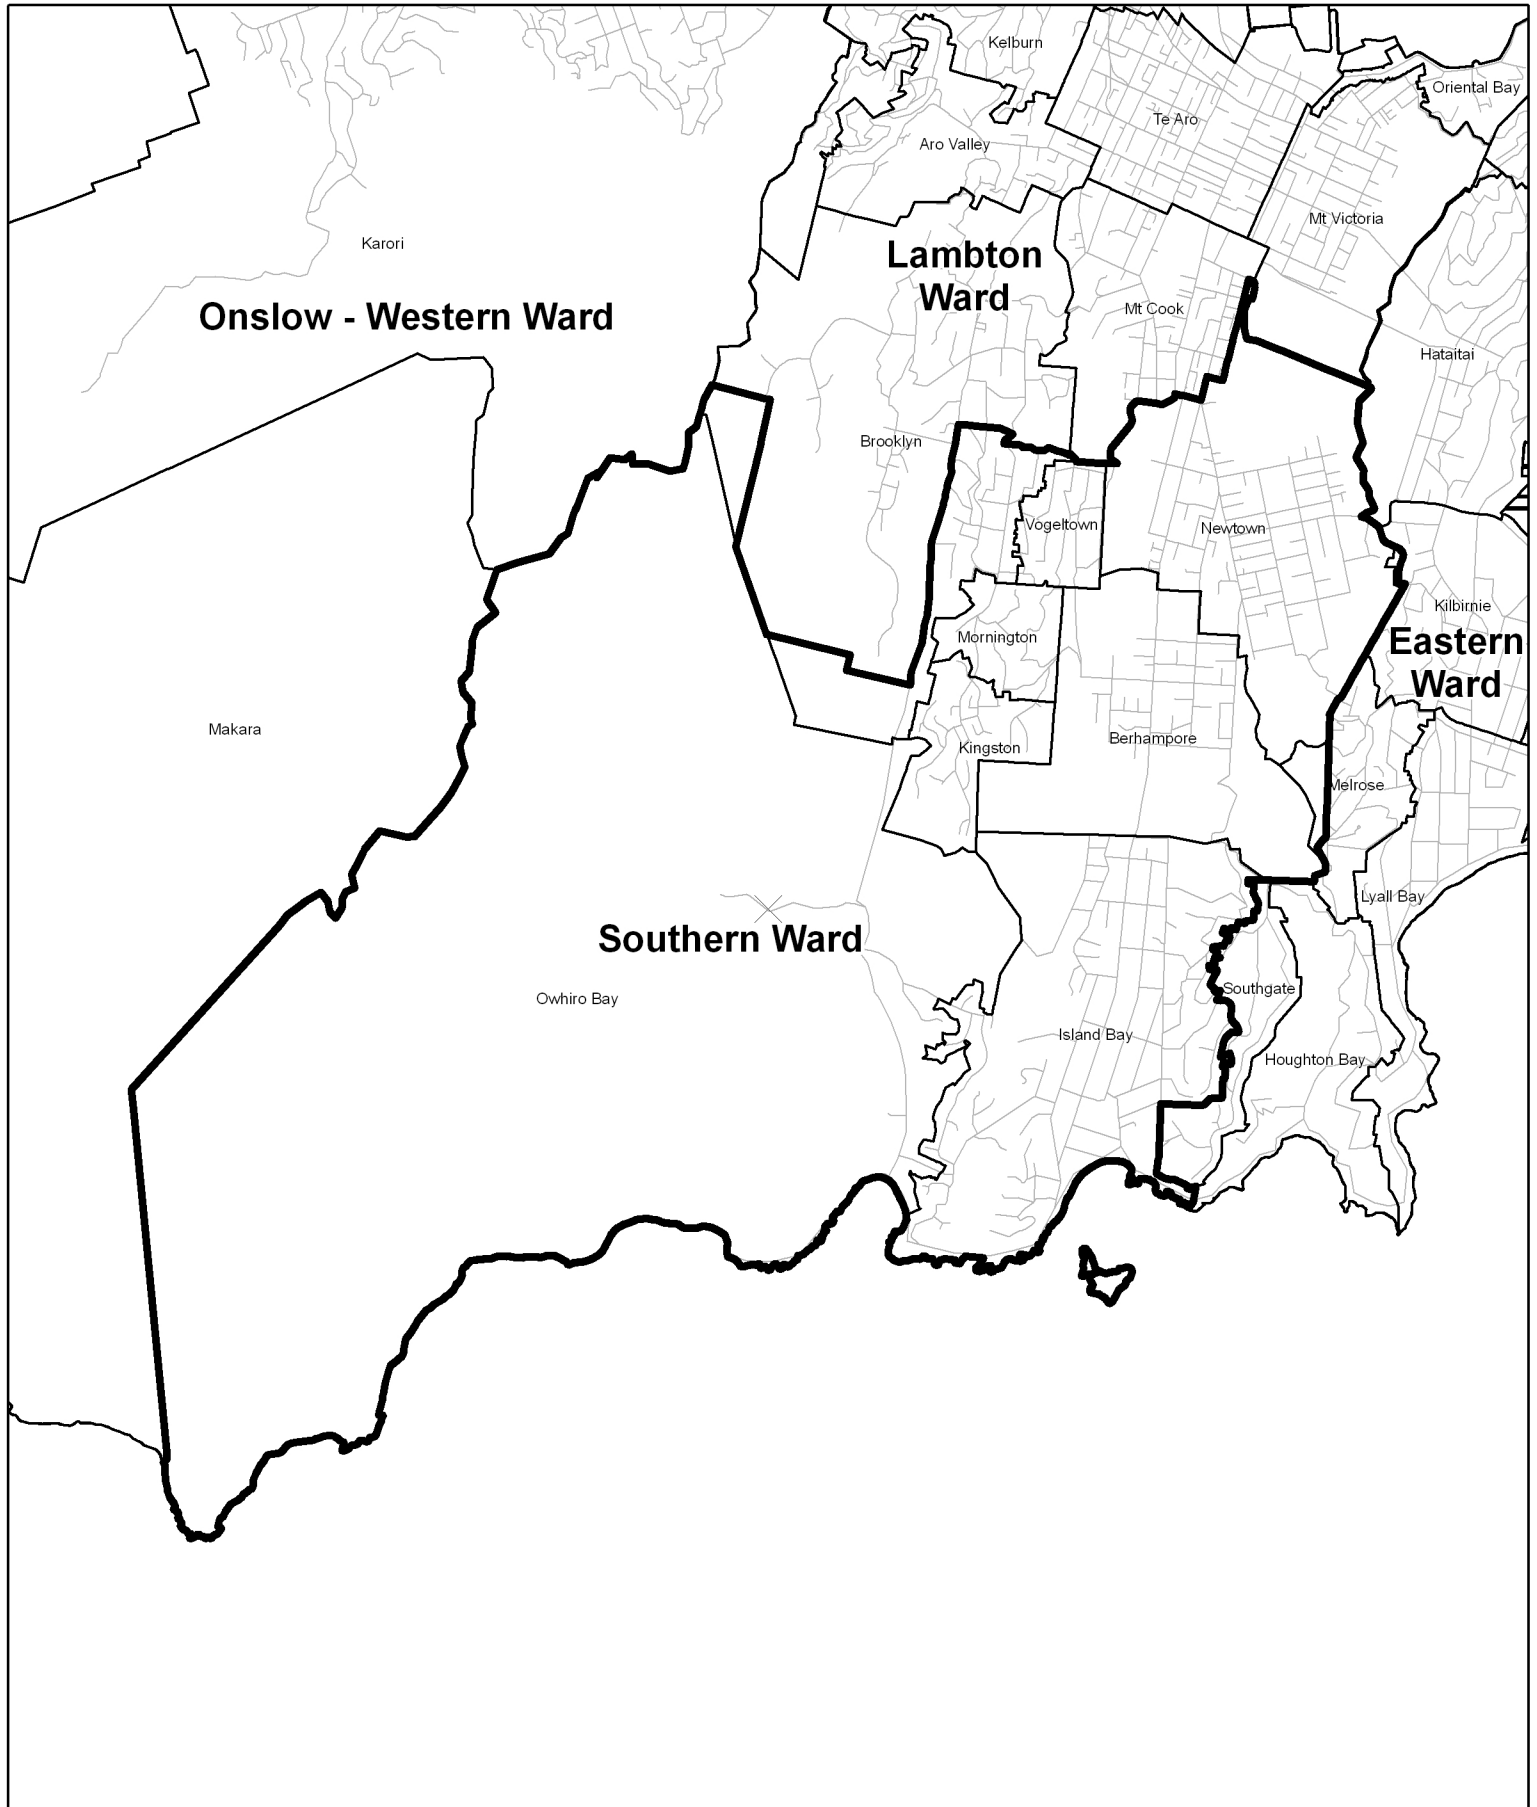 Kelburn
Oriental Bay
Te Aro
Aro Valley
Mt Victoria
Karori
Lambton
Ward
Onslow - Western Ward
Mt Cook
Hataitai
Brooklyn
Vogeltown
Newtown
Kilbirnie
Eastern
Ward
Mornington
Makara
Kingston
Berhampore
Melrose
Lyall Bay
Southern Ward
Southgate
Owhiro Bay
Island Bay
Houghton Bay